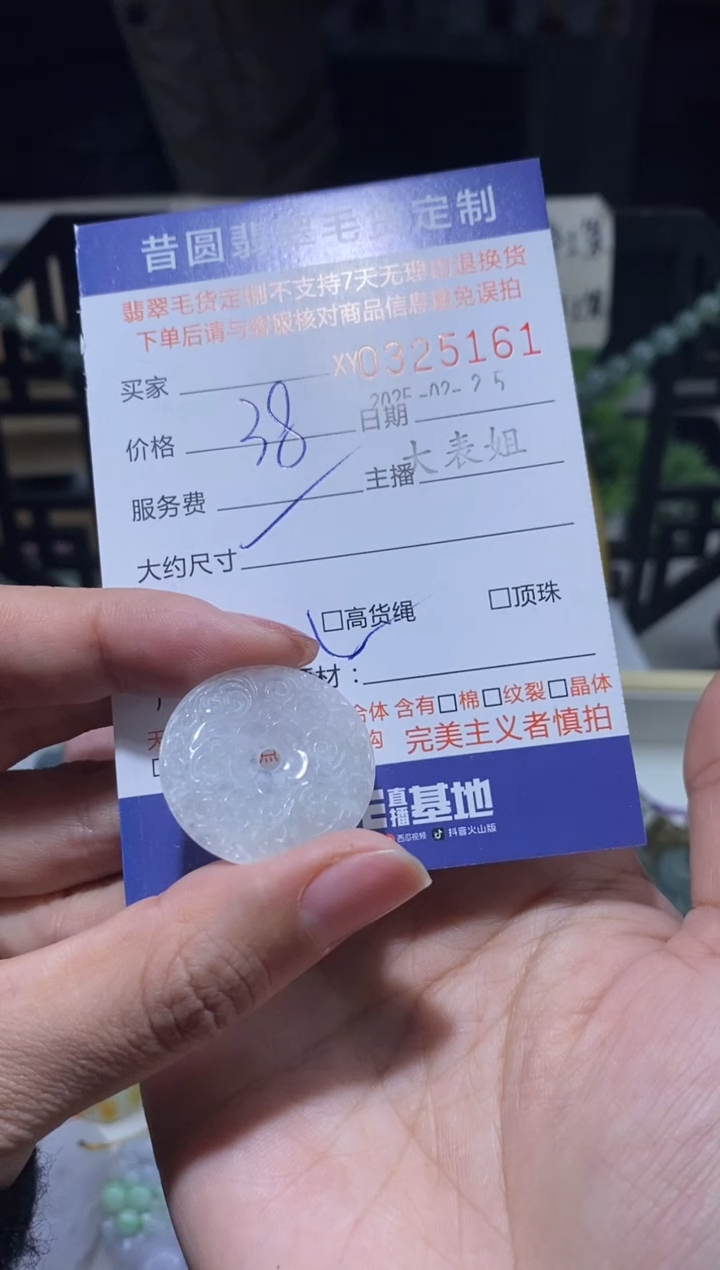 昔圆翡翠毛货定制
翡翠毛货定制不支持7天无理由退换货
下单后请与客服核对商品信息避免误拍
XY0325161
买家
2025-02-25
价格 38 日期
服务费 主播 大表姐
大约尺寸
□高货绳 □顶珠
材：
合体 含有□棉□纹裂□晶体
无 点 完美主义者慎拍
直播基地
西瓜视频 抖音火山版